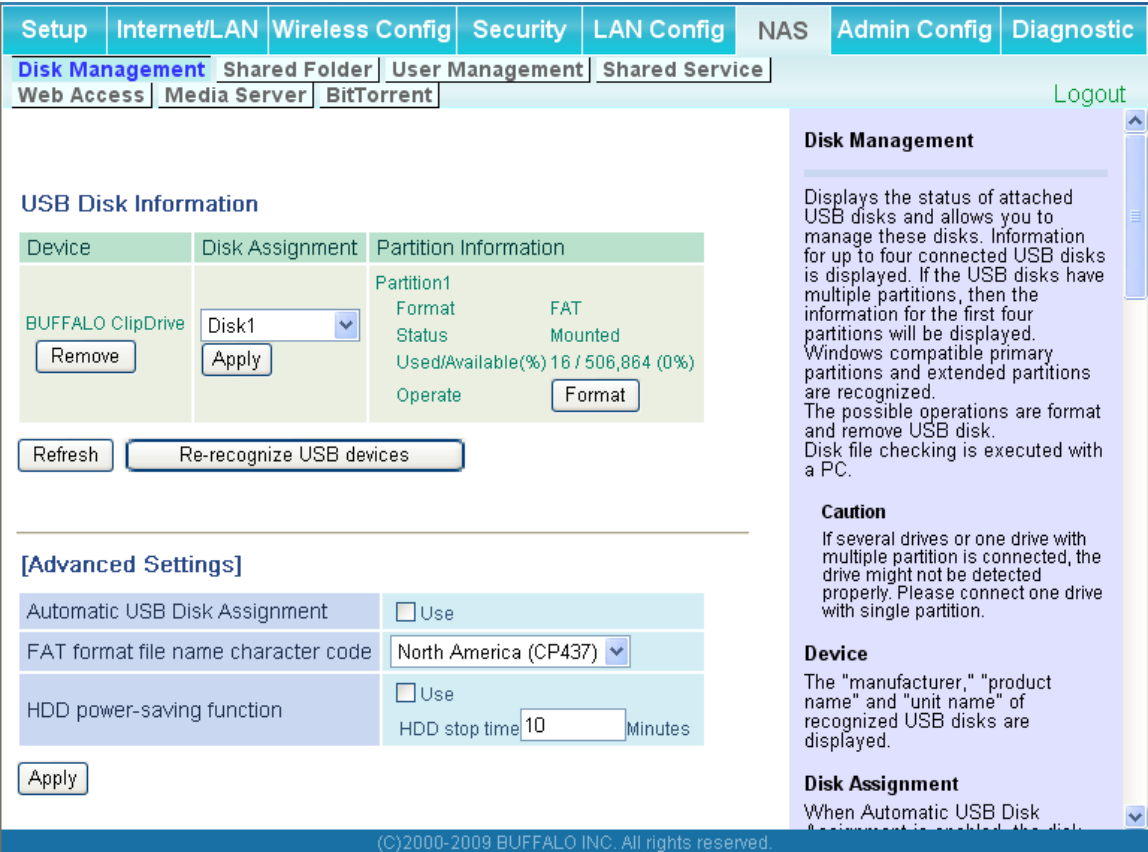 Setup Internet/LAN Wireless Config Security LAN Config NAS Admin Config Diagnostic
Disk Management Shared Folder User Management Shared Service
Web Access Media Server BitTorrent
Logout
USB Disk Information
Device Disk Assignment Partition Information
BUFFALO ClipDrive
Remove
Disk1
Apply
Partition1
Format FAT
Status Mounted
Used/Available(%) 16 / 506,864 (0%)
Operate Format
Refresh Re-recognize USB devices
[Advanced Settings]
Automatic USB Disk Assignment Use
FAT format file name character code North America (CP437)
HDD power-saving function Use
HDD stop time 10 Minutes
Apply
Disk Management
Displays the status of attached
USB disks and allows you to
manage these disks. Information
for up to four connected USB disks
is displayed. If the USB disks have
multiple partitions, then the
information for the first four
partitions will be displayed.
Windows compatible primary
partitions and extended partitions
are recognized.
The possible operations are format
and remove USB disk.
Disk file checking is executed with
a PC.
Caution
If several drives or one drive with
multiple partition is connected, the
drive might not be detected
properly. Please connect one drive
with single partition.
Device
The "manufacturer," "product
name" and "unit name" of
recognized USB disks are
displayed.
Disk Assignment
When Automatic USB Disk
Assignment is enabled, the disk
(C)2000-2009 BUFFALO INC. All rights reserved.